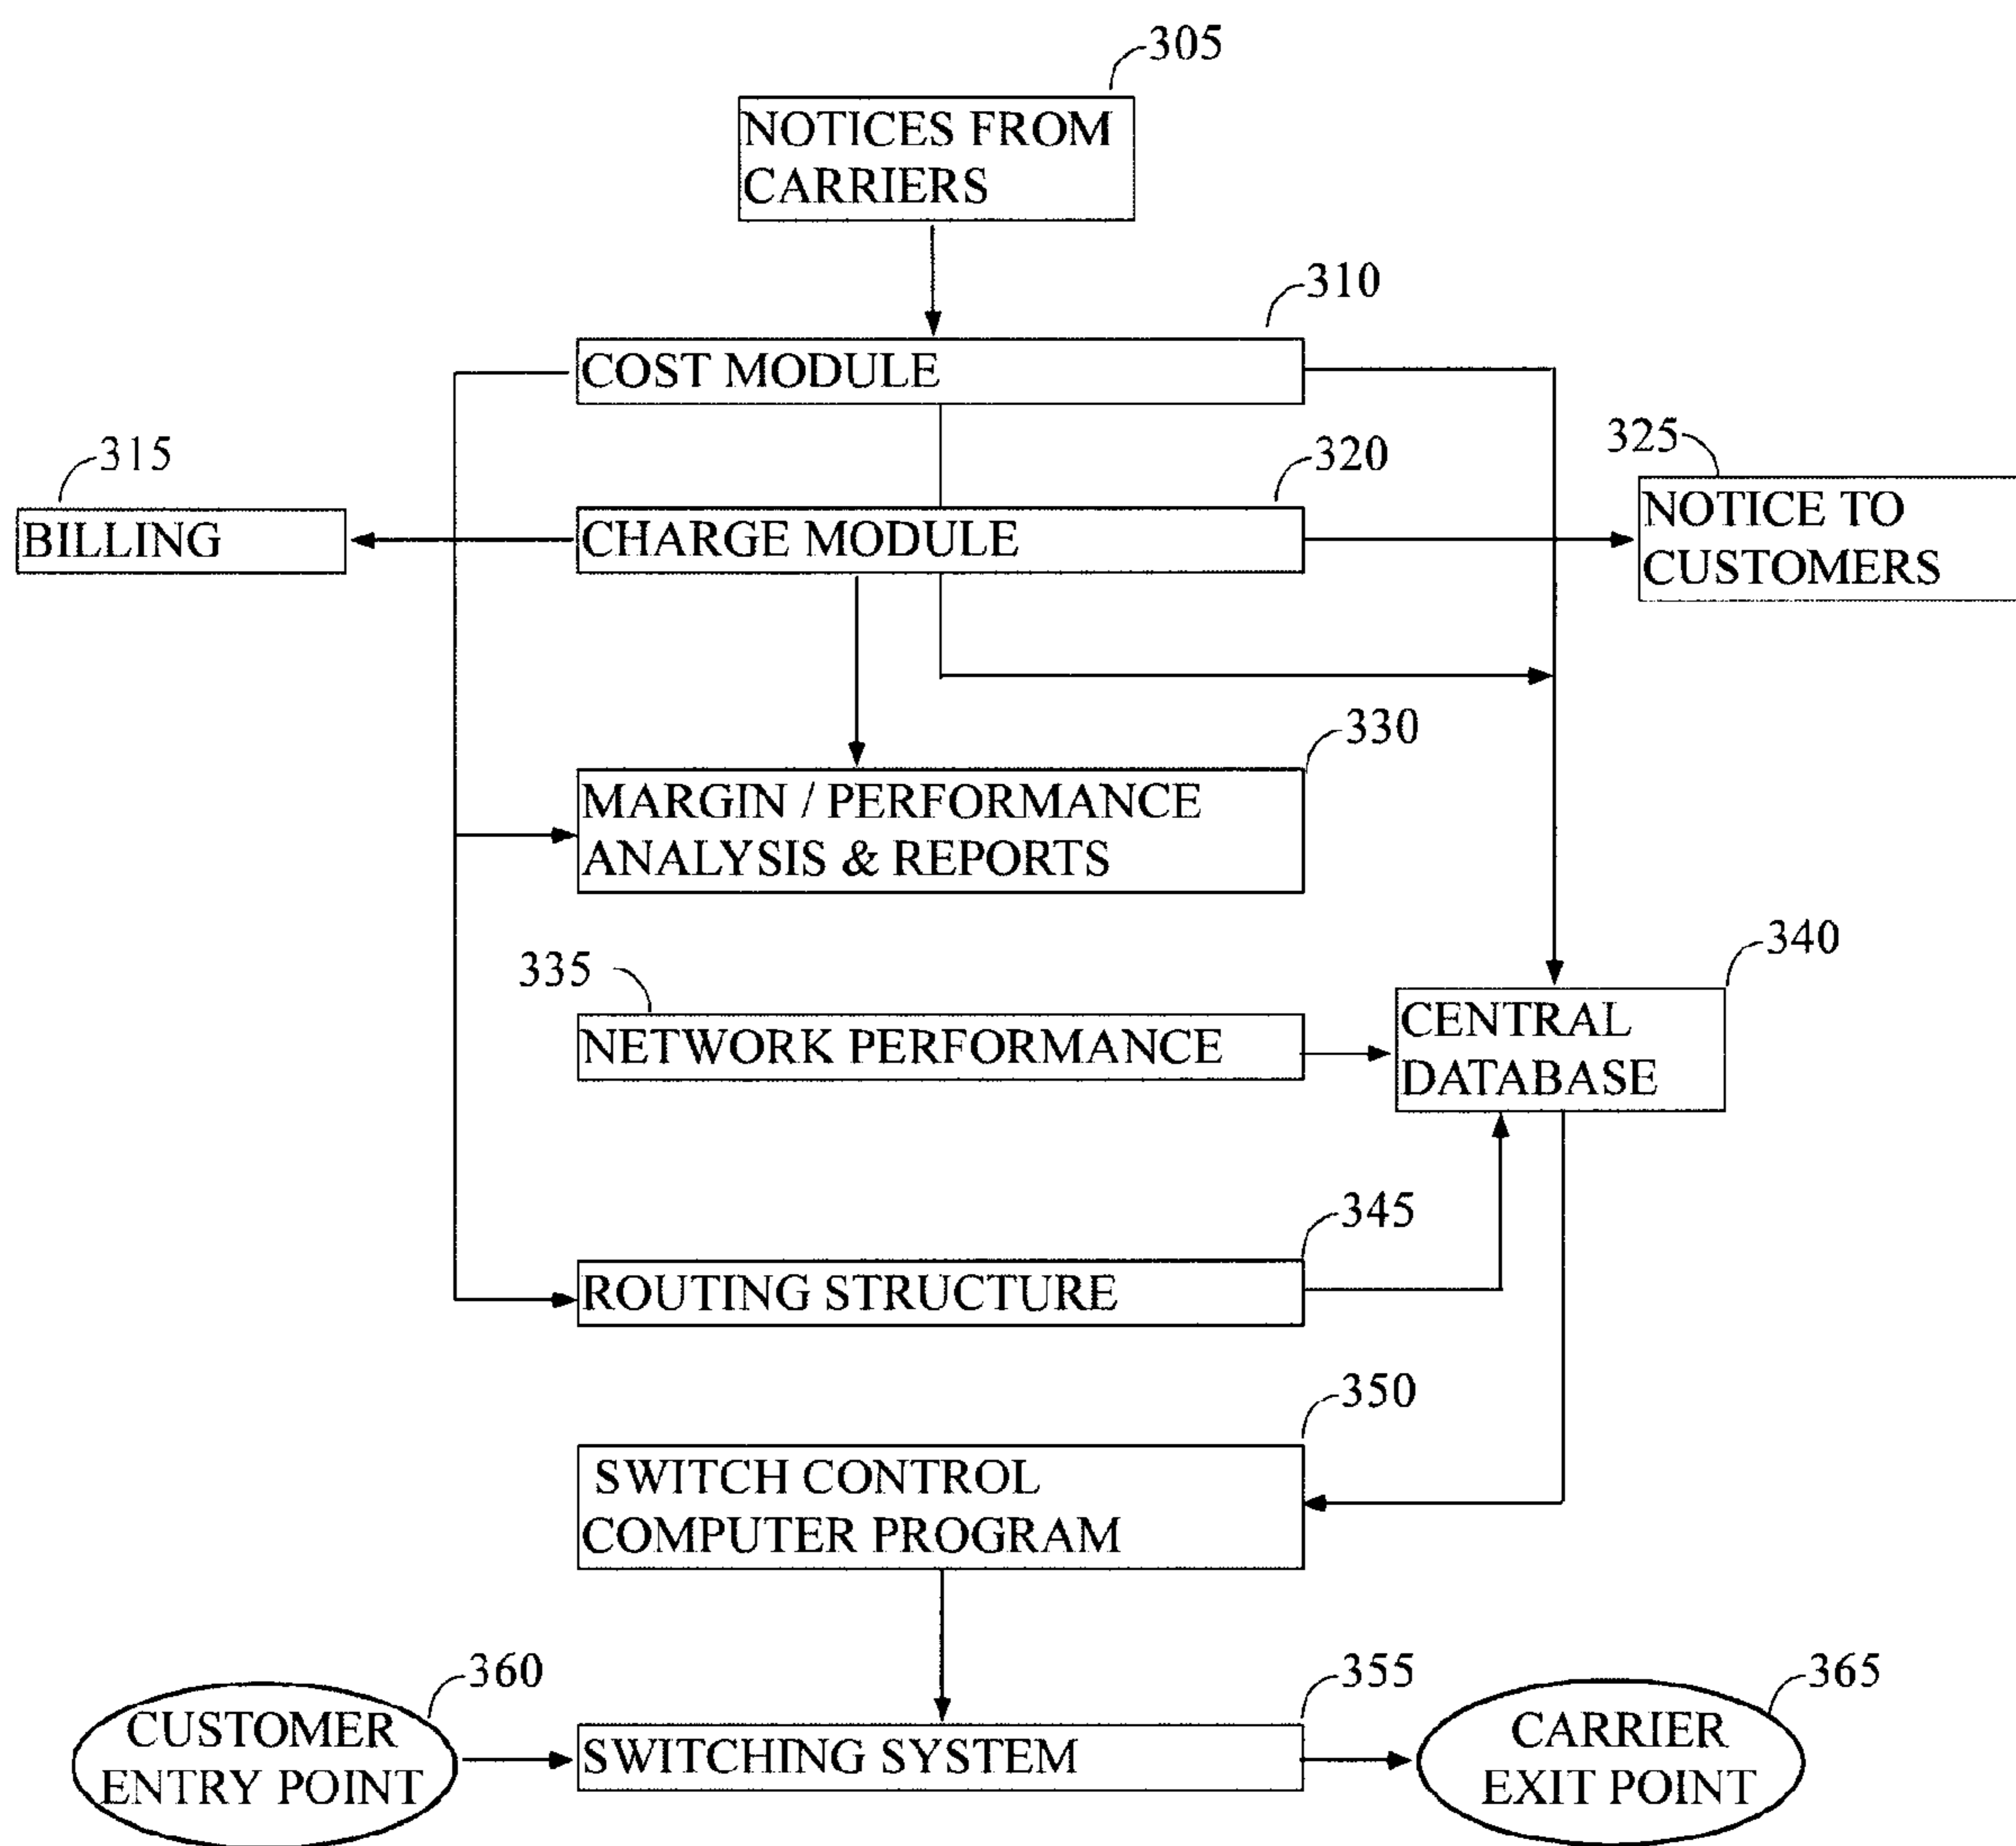 305
NOTICES FROM
CARRIERS
310
COST MODULE
315
BILLING
320
CHARGE MODULE
325
NOTICE TO
CUSTOMERS
330
MARGIN / PERFORMANCE
ANALYSIS & REPORTS
335
NETWORK PERFORMANCE
340
CENTRAL
DATABASE
345
ROUTING STRUCTURE
350
SWITCH CONTROL
COMPUTER PROGRAM
360
CUSTOMER
ENTRY POINT
355
SWITCHING SYSTEM
365
CARRIER
EXIT POINT